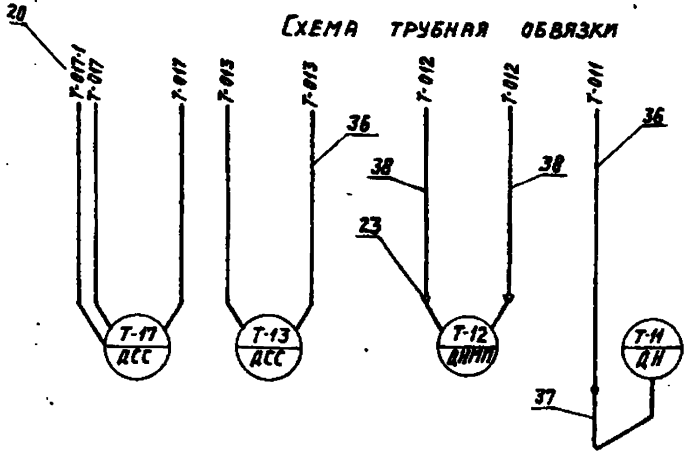 20
СХЕМА ТРУБНАЯ ОБВЯЗКИ
Т-017-1
Т-017
Т-017
Т-013
Т-013
Т-012
Т-012
Т-011
36
36
38
38
23
Т-17
ДСС
Т-13
ДСС
Т-12
ДНМП
Т-11
ДН
37